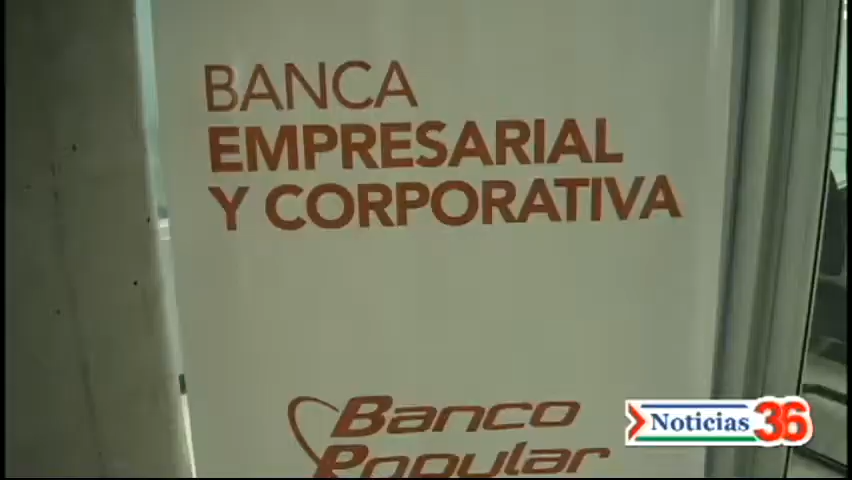 BANCA
EMPRESARIAL
Y CORPORATIVA
Banco
Popular
Noticias 36